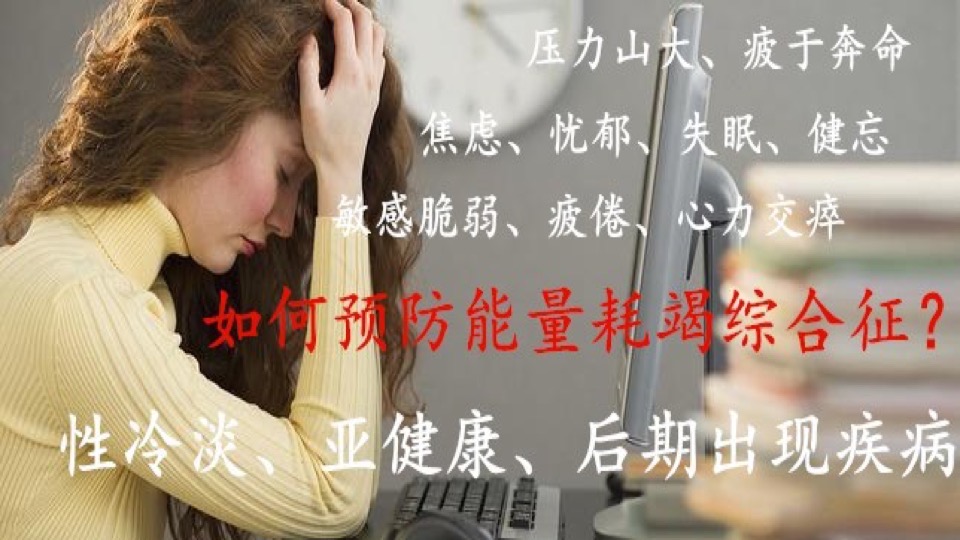 压力山大、疲于奔命
焦虑、忧郁、失眠、健忘
敏感脆弱、疲倦、心力交瘁
如何预防能量耗竭综合征？
性冷淡、亚健康、后期出现疾病